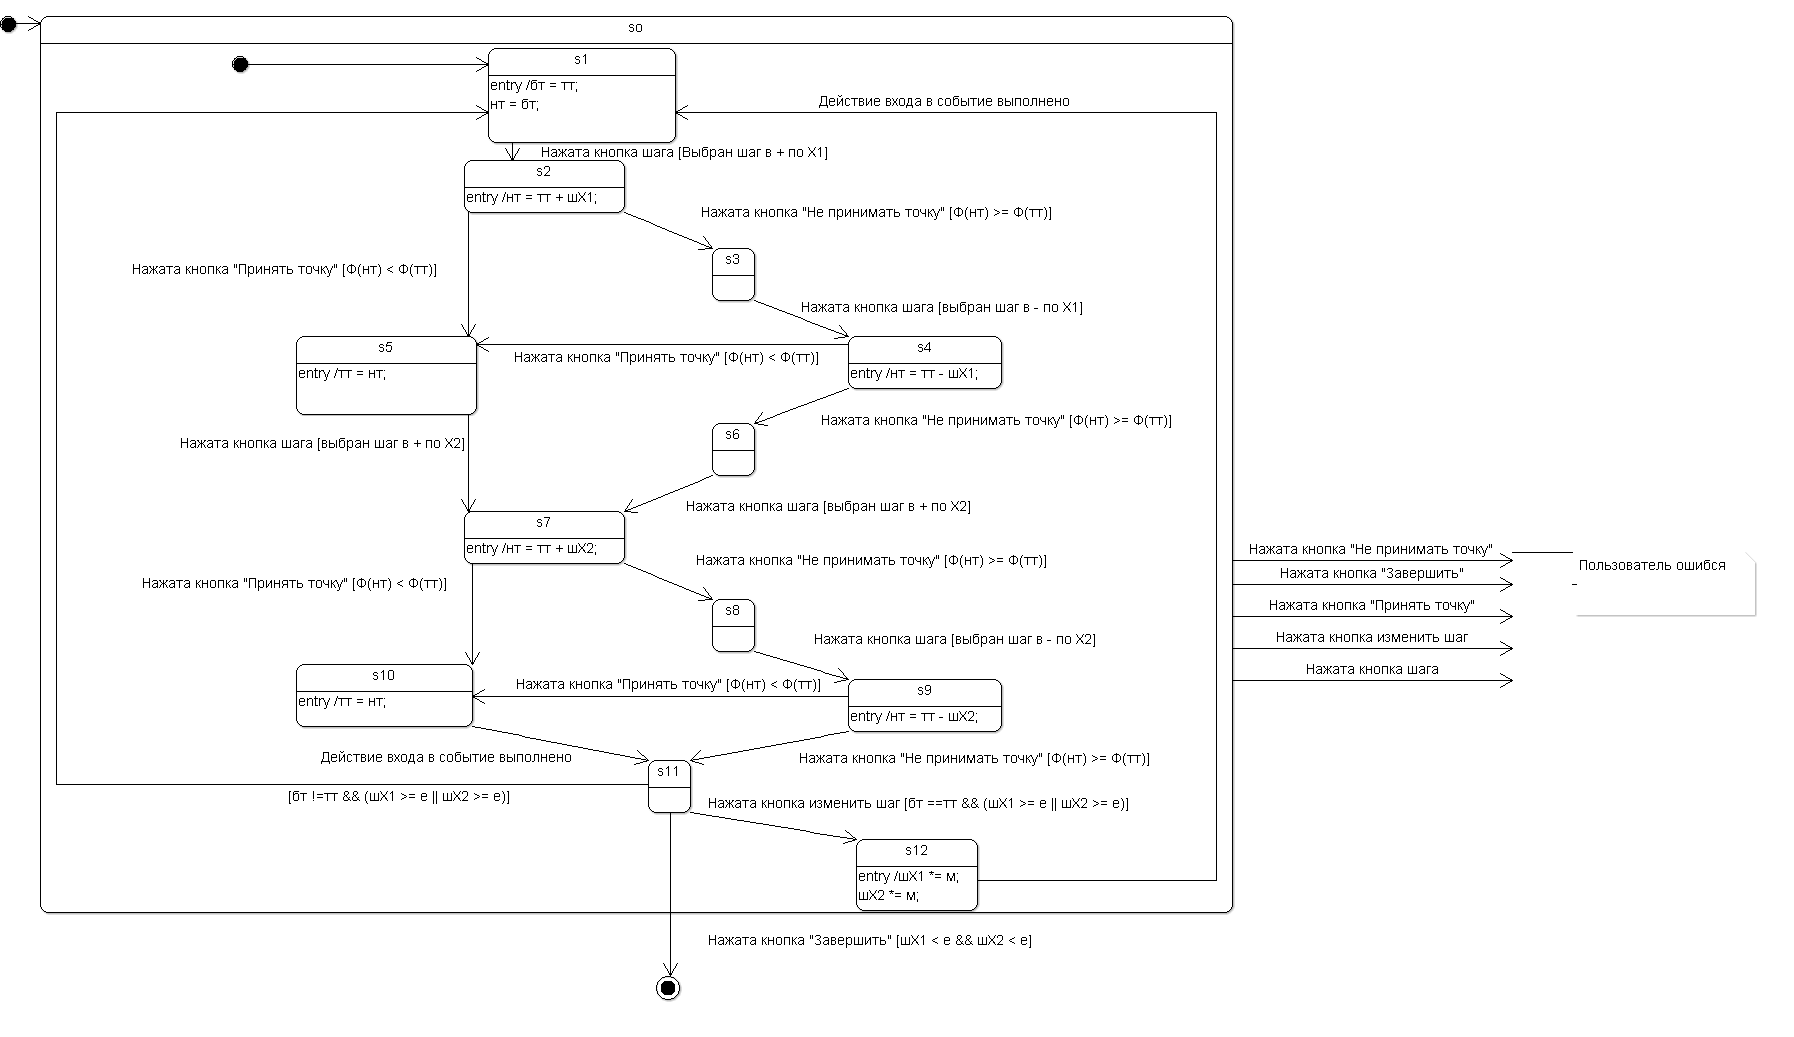 so
s1
entry /бт = тт;
нт = бт;
Действие входа в событие выполнено
Нажата кнопка шага [Выбран шаг в + по X1]
s2
entry /нт = тт + шX1;
Нажата кнопка "Не принимать точку" [Ф(нт) >= Ф(тт)]
s3
Нажата кнопка "Принять точку" [Ф(нт) < Ф(тт)]
Нажата кнопка шага [выбран шаг в - по X1]
s5
entry /тт = нт;
Нажата кнопка "Принять точку" [Ф(нт) < Ф(тт)]
s4
entry /нт = тт - шX1;
Нажата кнопка "Не принимать точку" [Ф(нт) >= Ф(тт)]
s6
Нажата кнопка шага [выбран шаг в + по X2]
Нажата кнопка шага [выбран шаг в + по X2]
s7
entry /нт = тт + шX2;
Нажата кнопка "Не принимать точку" [Ф(нт) >= Ф(тт)]
Нажата кнопка "Принять точку" [Ф(нт) < Ф(тт)]
s8
Нажата кнопка шага [выбран шаг в - по X2]
s10
entry /тт = нт;
Нажата кнопка "Принять точку" [Ф(нт) < Ф(тт)]
s9
entry /нт = тт - шX2;
Действие входа в событие выполнено
Нажата кнопка "Не принимать точку" [Ф(нт) >= Ф(тт)]
s11
[бт !=тт && (шX1 >= e || шX2 >= e)]
Нажата кнопка изменить шаг [бт ==тт && (шX1 >= e || шX2 >= e)]
s12
entry /шX1 *= м;
шX2 *= м;
Нажата кнопка "Завершить" [шX1 < e && шX2 < e]
Нажата кнопка "Не принимать точку"
Нажата кнопка "Завершить"
Нажата кнопка "Принять точку"
Нажата кнопка изменить шаг
Нажата кнопка шага
Пользователь ошибся